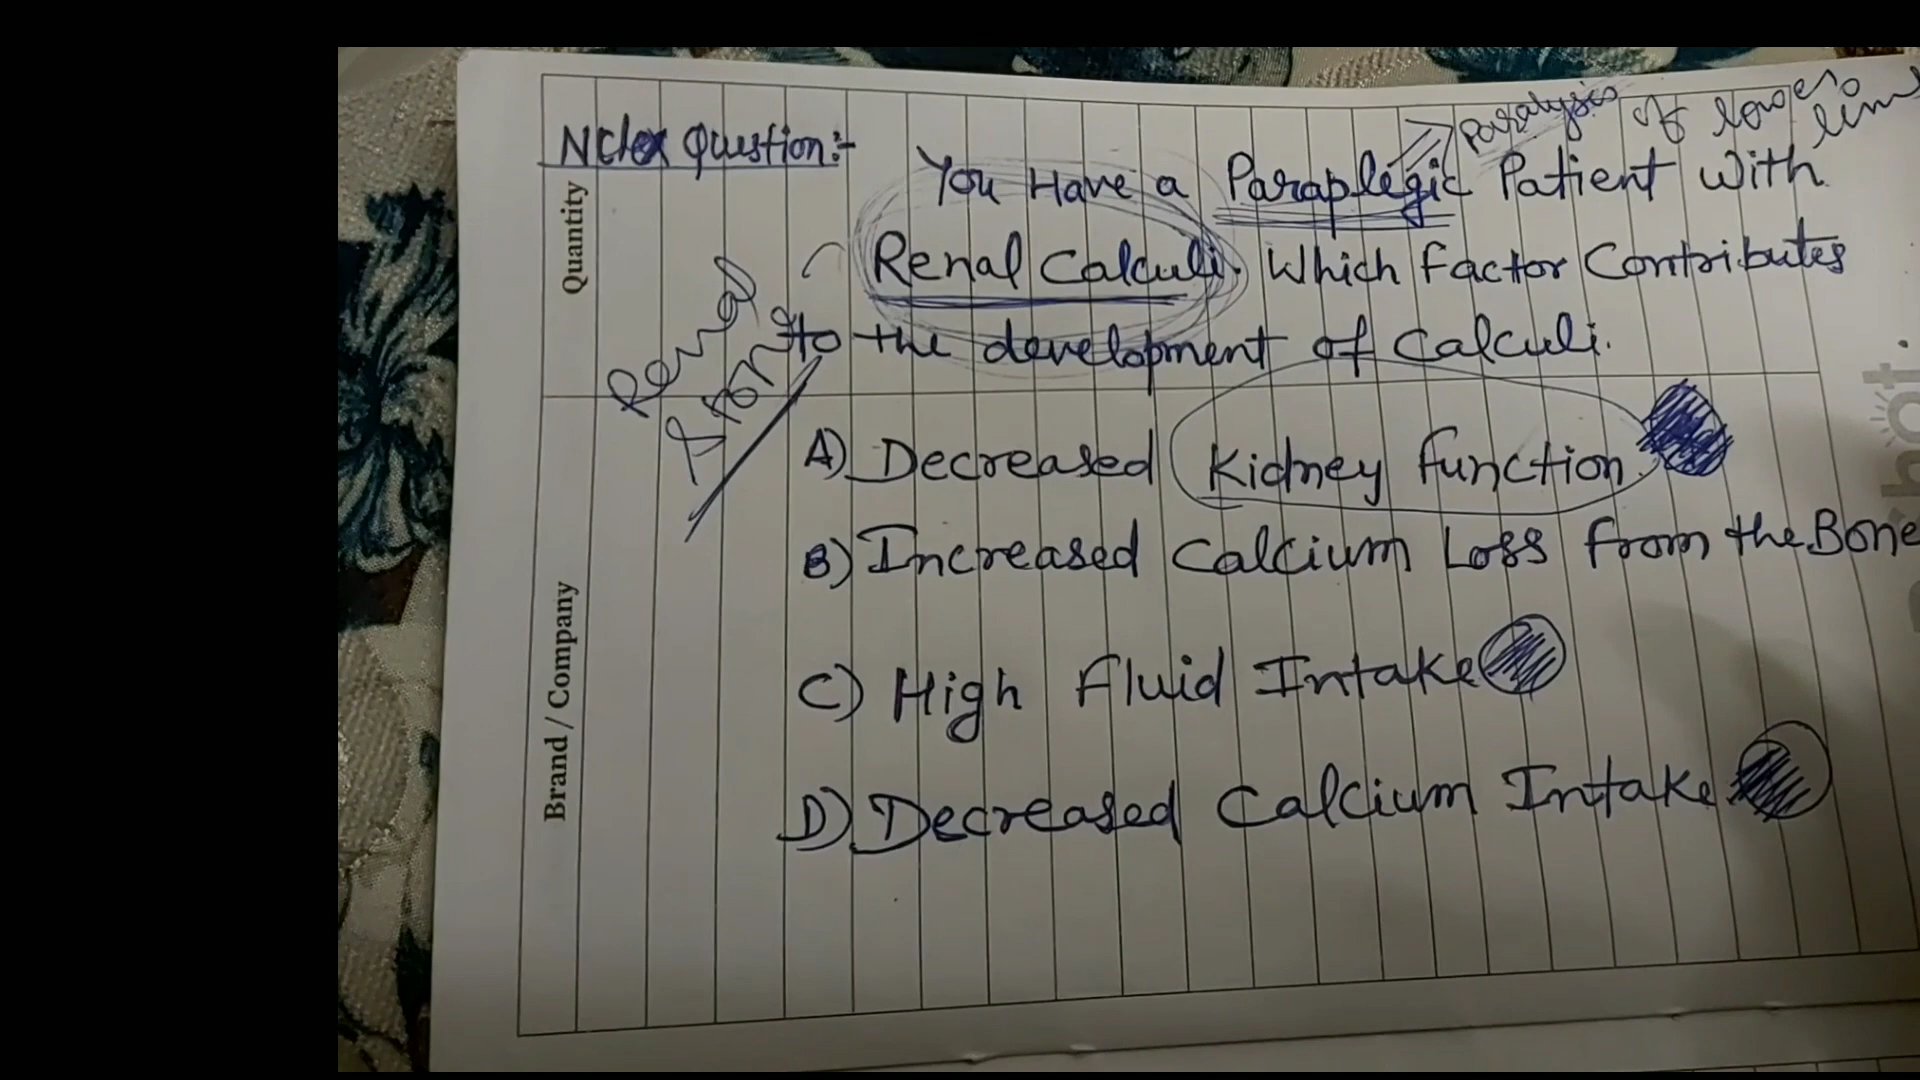 Nclex Question:-
Paralysis of lower lim
You Have a Paraplegic Patient With
Renal Calculi. Which Factor Contributes
to the development of Calculi.
Renal
stone
A) Decreased Kidney function
B) Increased Calcium Loss from the Bone
C) High Fluid Intake
D) Decreased Calcium Intake
Quantity
Brand / Company